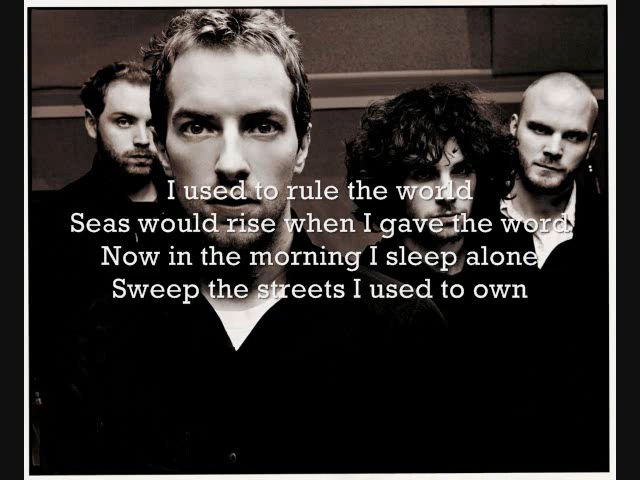 I used to rule the world
Seas would rise when I gave the word
Now in the morning I sleep alone
Sweep the streets I used to own